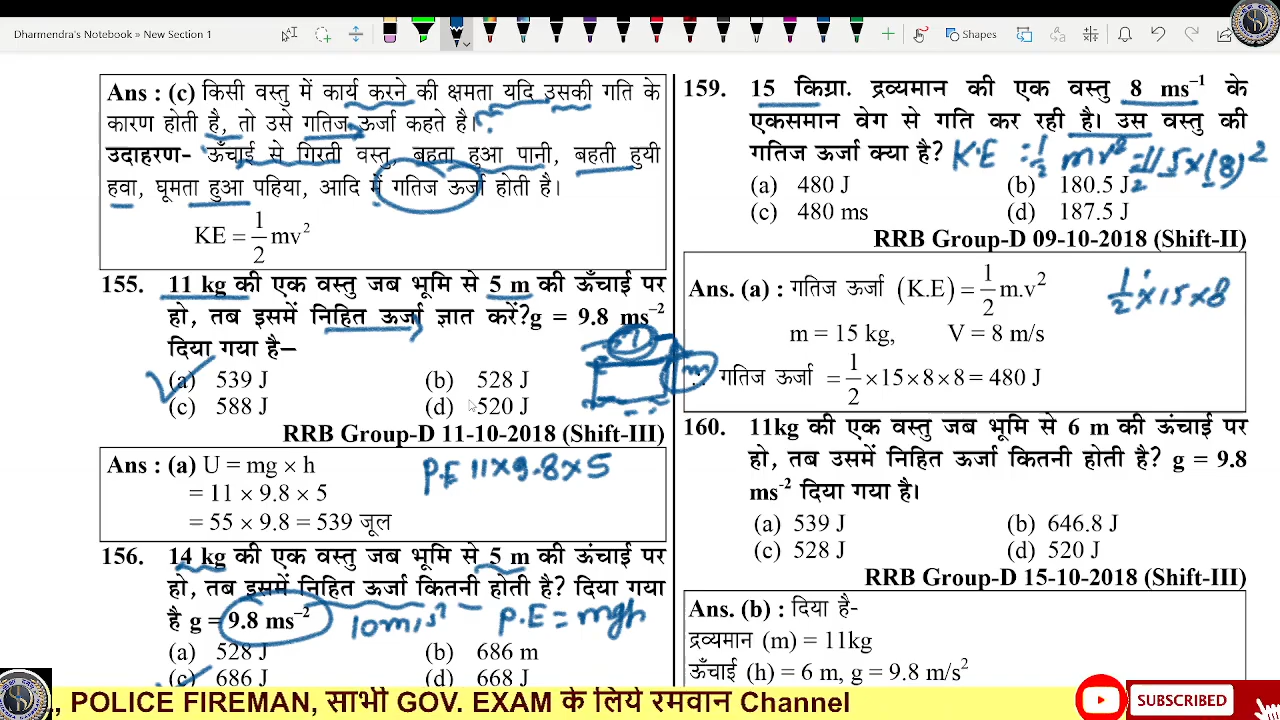 Dharmendra's Notebook » New Section 1
Shapes
Ans : (c) किसी वस्तु में कार्य करने की क्षमता यदि उसकी गति के
कारण होती है, तो उसे गतिज ऊर्जा कहते है।
उदाहरण- ऊँचाई से गिरती वस्तु, बहता हुआ पानी, बहती हुयी
हवा, घूमता हुआ पहिया, आदि में गतिज ऊर्जा होती है।
KE = 1/2 mv²
155. 11 kg की एक वस्तु जब भूमि से 5 m की ऊँचाई पर
हो, तब इसमें निहित ऊर्जा ज्ञात करें? g = 9.8 ms⁻²
दिया गया है–
(a) 539 J (b) 528 J
(c) 588 J (d) 520 J
RRB Group-D 11-10-2018 (Shift-III)
Ans : (a) U = mg × h
P.E 11×9.8×5
= 11 × 9.8 × 5
= 55 × 9.8 = 539 जूल
156. 14 kg की एक वस्तु जब भूमि से 5 m की ऊंचाई पर
हो, तब इसमें निहित ऊर्जा कितनी होती है? दिया गया
है g = 9.8 ms⁻² 10m/s² P.E = mgh
(a) 528 J (b) 686 m
(c) 686 J (d) 668 J
159. 15 किग्रा. द्रव्यमान की एक वस्तु 8 ms⁻¹ के
एकसमान वेग से गति कर रही है। उस वस्तु की
गतिज ऊर्जा क्या है? K.E = 1/2 mv² = 1/2 15×(8)²
(a) 480 J (b) 180.5 J
(c) 480 ms (d) 187.5 J
RRB Group-D 09-10-2018 (Shift-II)
Ans. (a) : गतिज ऊर्जा (K.E) = 1/2 m.v² 1/2×15×8
m = 15 kg, V = 8 m/s
m ∴ गतिज ऊर्जा = 1/2 ×15×8×8 = 480 J
160. 11kg की एक वस्तु जब भूमि से 6 m की ऊंचाई पर
हो, तब उसमें निहित ऊर्जा कितनी होती है? g = 9.8
ms⁻² दिया गया है।
(a) 539 J (b) 646.8 J
(c) 528 J (d) 520 J
RRB Group-D 15-10-2018 (Shift-III)
Ans. (b) : दिया है-
द्रव्यमान (m) = 11kg
ऊँचाई (h) = 6 m, g = 9.8 m/s²
, POLICE FIREMAN, साभी GOV. EXAM के लिये रमवान Channel
SUBSCRIBED